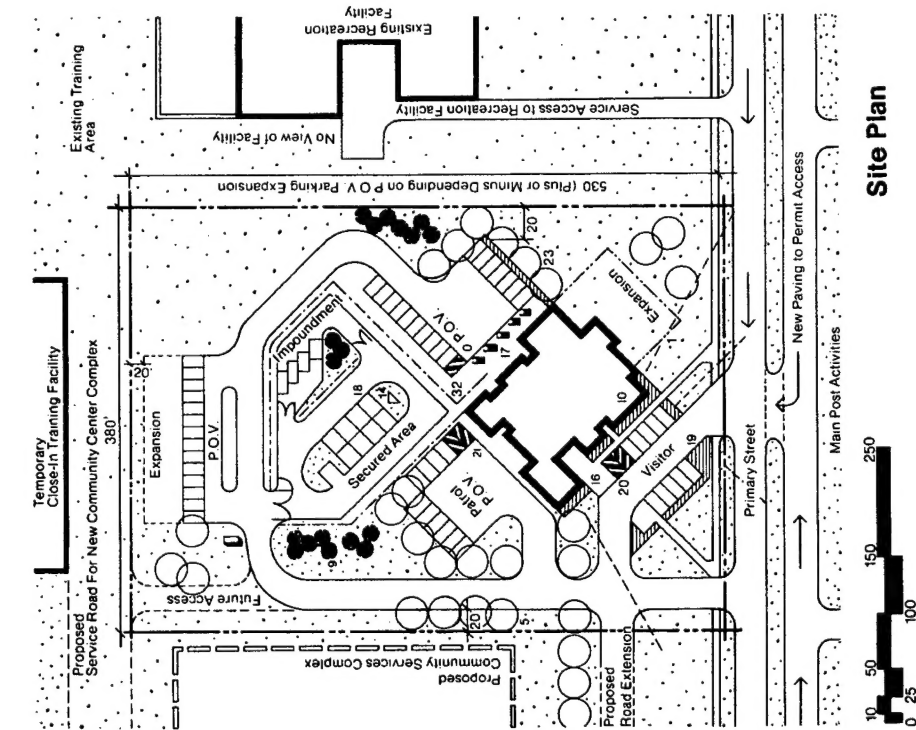 Temporary
Close-In Training Facility
Proposed
Service Road For New Community Center Complex
Existing Training
Area
Existing Recreation
Facility
No View of Facility
Service Access to Recreation Facility
530 (Plus or Minus Depending on P.O.V. Parking Expansion
380'
20'
Expansion
P.O.V.
Future Access
Impoundment
18
Secured Area
P.O.V.
0
32
17
23
20
Expansion
Patrol
P.O.V.
21
10
16
20
Visitor
19
9
20
5
Proposed
Community Services Complex
Proposed
Road Extension
Primary Street
New Paving to Permit Access
Main Post Activities
Site Plan
10 50 150 250
0 25 100